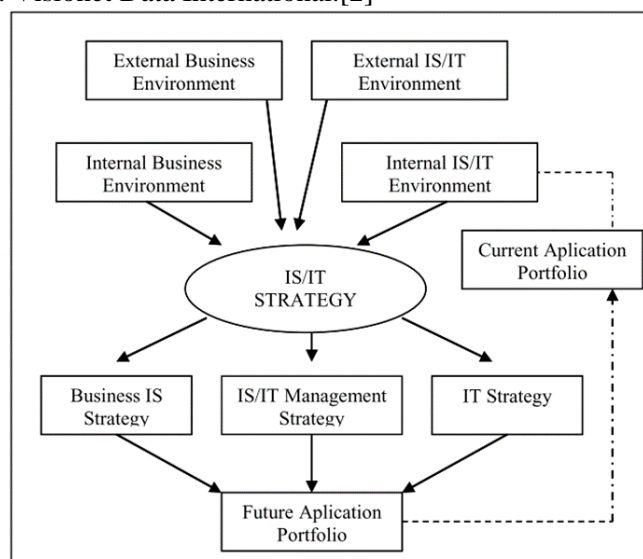 . Visionet Data International.[2]
External Business
Environment
External IS/IT
Environment
Internal Business
Environment
Internal IS/IT
Environment
Current Aplication
Portfolio
IS/IT
STRATEGY
Business IS
Strategy
IS/IT Management
Strategy
IT Strategy
Future Aplication
Portfolio